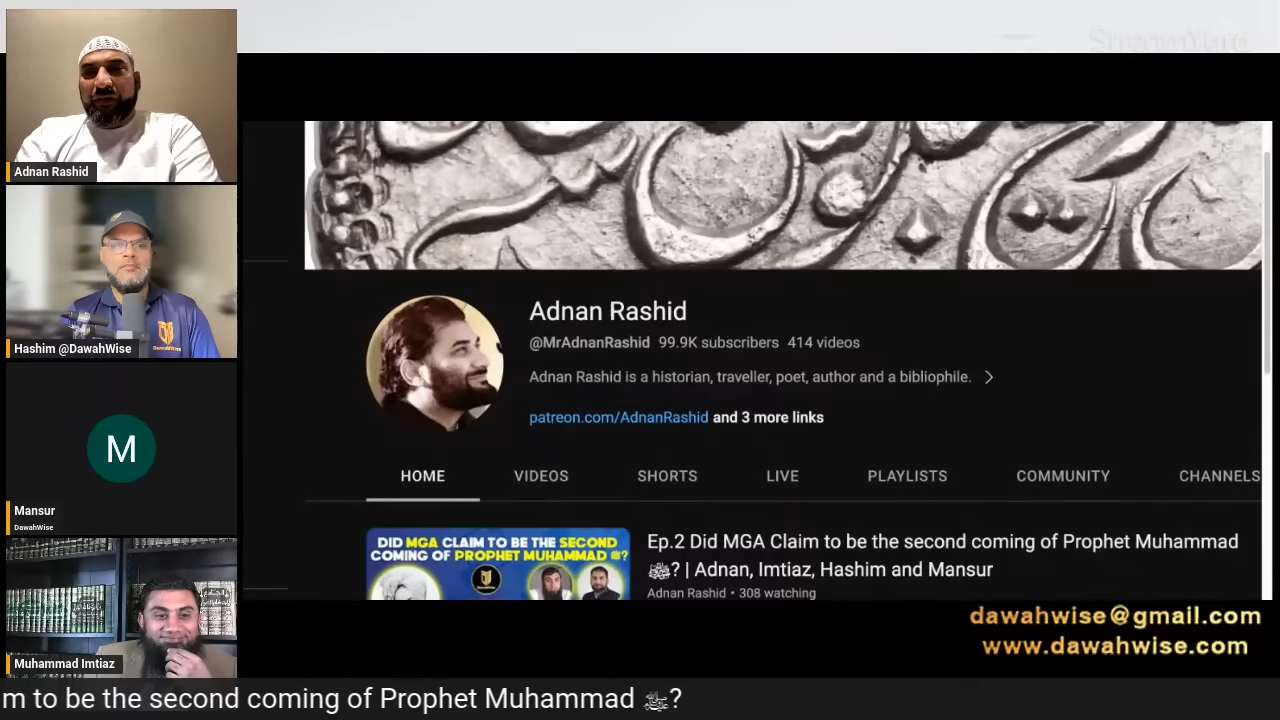 StreamYard
Adnan Rashid
Hashim @DawahWise
DawahWise
M
Mansur
DawahWise
Muhammad Imtiaz
Adnan Rashid
@MrAdnanRashid 99.9K subscribers 414 videos
Adnan Rashid is a historian, traveller, poet, author and a bibliophile.
patreon.com/AdnanRashid and 3 more links
HOME VIDEOS SHORTS LIVE PLAYLISTS COMMUNITY CHANNELS
DID MGA CLAIM TO BE THE SECOND
COMING OF PROPHET MUHAMMAD ﷺ?
Ep.2 Did MGA Claim to be the second coming of Prophet Muhammad
ﷺ? | Adnan, Imtiaz, Hashim and Mansur
Adnan Rashid • 308 watching
dawahwise@gmail.com
www.dawahwise.com
m to be the second coming of Prophet Muhammad ﷺ?